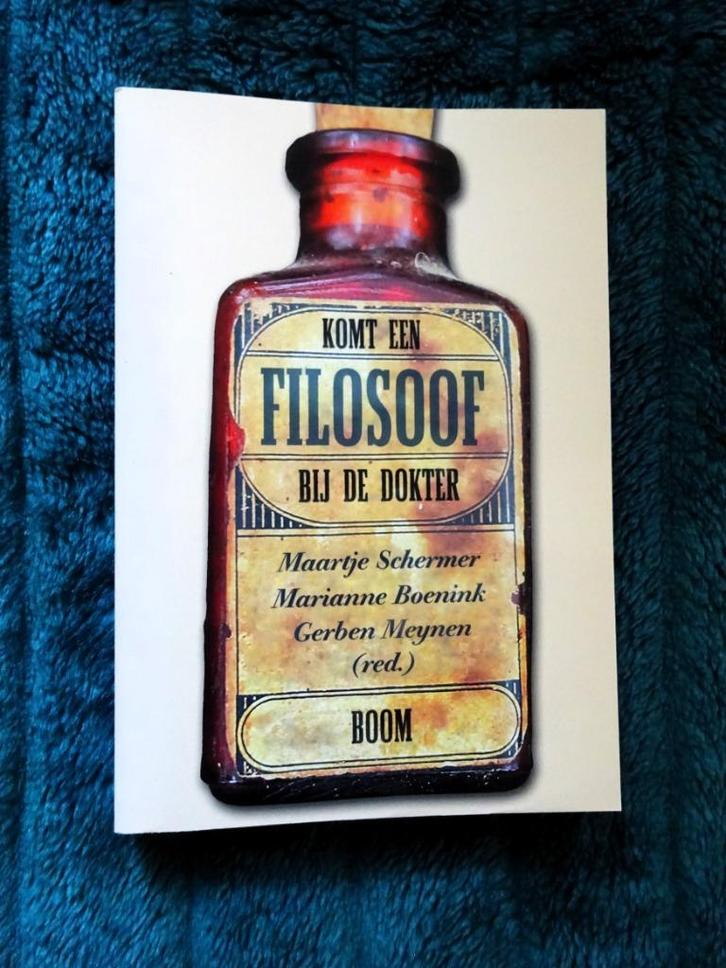 KOMT EEN
FILOSOOF
BIJ DE DOKTER
Maartje Schermer
Marianne Boenink
Gerben Meynen
(red.)
BOOM